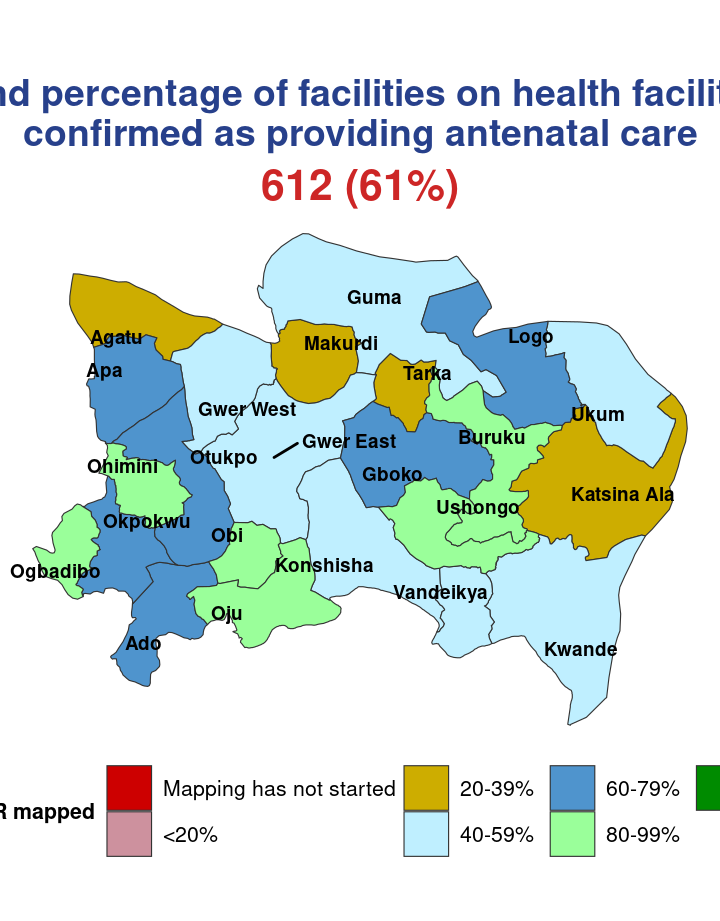 nd percentage of facilities on health facilit
confirmed as providing antenatal care
612 (61%)
Guma
Agatu
Makurdi
Logo
Apa
Tarka
Gwer West
Ukum
Buruku
Gwer East
Otukpo
Ohimini
Gboko
Katsina Ala
Ushongo
Okpokwu
Obi
Ogbadibo
Konshisha
Vandeikya
Oju
Ado
Kwande
R mapped
Mapping has not started
20-39%
60-79%
<20%
40-59%
80-99%